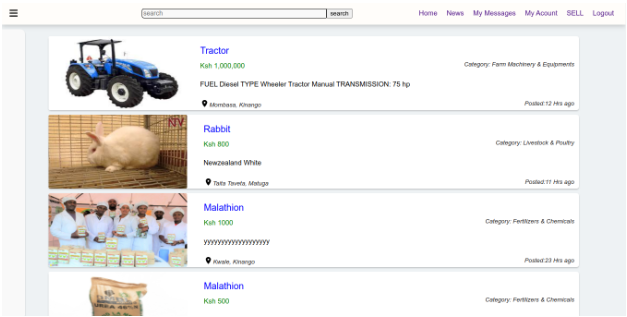 search search Home News My Messages My Acount SELL Logout
Tractor
Ksh 1,000,000
Category: Farm Machinery & Equipments
FUEL Diesel TYPE Wheeler Tractor Manual TRANSMISSION: 75 hp
Mombasa, Kinango
Posted:12 Hrs ago
NTV
Rabbit
Ksh 800
Category: Livestock & Poultry
Newzealand White
Taita Taveta, Matuga
Posted:11 Hrs ago
Malathion
Ksh 1000
Category: Fertilizers & Chemicals
yyyyyyyyyyyyyyyyyyy
Kwale, Kinango
Posted:23 Hrs ago
Malathion
Ksh 500
Category: Fertilizers & Chemicals